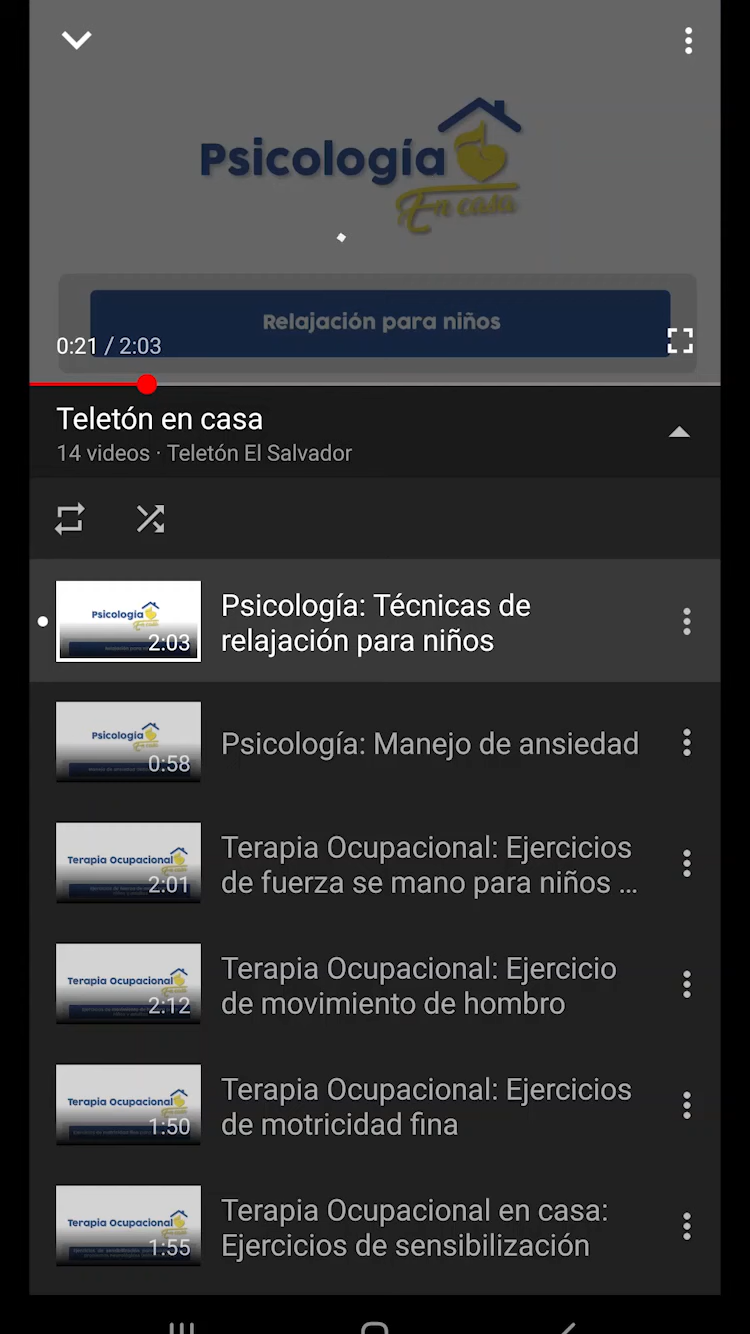 Psicología
En casa
Relajación para niños
0:21 / 2:03
Teletón en casa
14 videos · Teletón El Salvador
Psicología
En casa
2:03
Psicología: Técnicas de
relajación para niños
Psicología
En casa
0:58
Psicología: Manejo de ansiedad
Terapia Ocupacional
2:01
Terapia Ocupacional: Ejercicios
de fuerza se mano para niños ...
Terapia Ocupacional
2:12
Terapia Ocupacional: Ejercicio
de movimiento de hombro
Terapia Ocupacional
1:50
Terapia Ocupacional: Ejercicios
de motricidad fina
Terapia Ocupacional
1:55
Terapia Ocupacional en casa:
Ejercicios de sensibilización